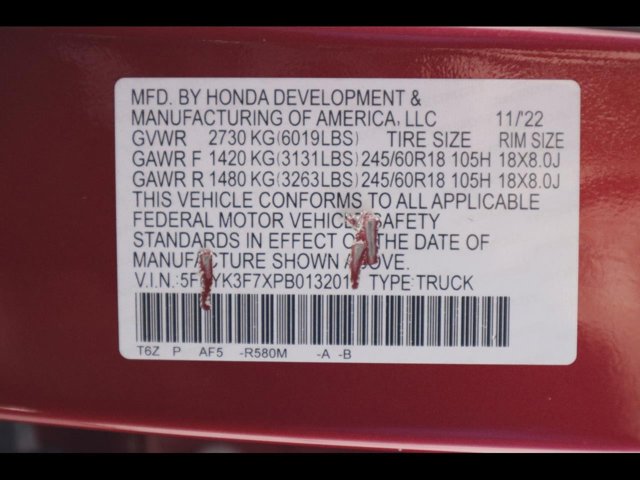 MFD. BY HONDA DEVELOPMENT &
MANUFACTURING OF AMERICA, LLC 11/'22
GVWR 2730 KG(6019LBS) TIRE SIZE RIM SIZE
GAWR F 1420 KG(3131LBS) 245/60R18 105H 18X8.0J
GAWR R 1480 KG(3263LBS) 245/60R18 105H 18X8.0J
THIS VEHICLE CONFORMS TO ALL APPLICABLE
FEDERAL MOTOR VEHICLE SAFETY
STANDARDS IN EFFECT ON THE DATE OF
MANUFACTURE SHOWN ABOVE.
V.I.N.: TYPE:TRUCK
T6Z P AF5 -R580M -A -B